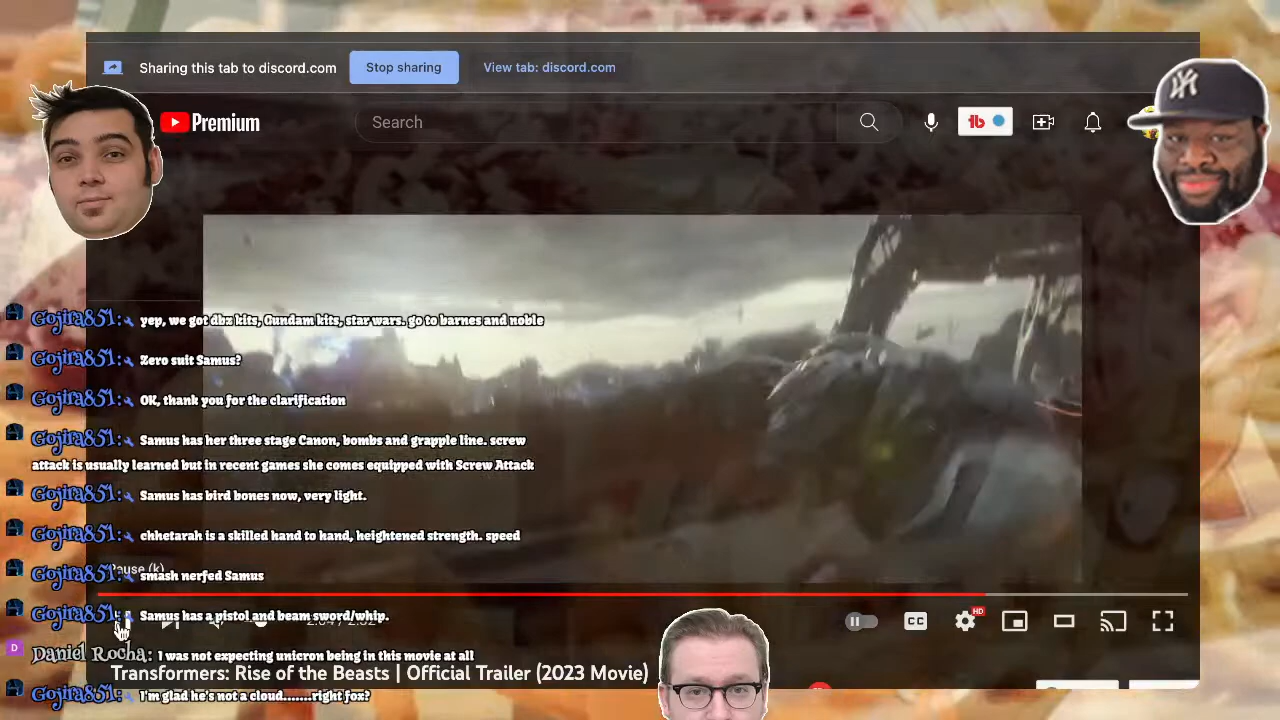 Sharing this tab to discord.com
Stop sharing
View tab: discord.com
Premium
Search
tb
Gojira851: yep, we got dbz kits, Gundam kits, star wars. go to barnes and noble
Gojira851: Zero suit Samus?
Gojira851: OK, thank you for the clarification
Gojira851: Samus has her three stage Canon, bombs and grapple line. screw
attack is usually learned but in recent games she comes equipped with Screw Attack
Gojira851: Samus has bird bones now, very light.
Gojira851: chhetarah is a skilled hand to hand, heightened strength. speed
Pause (k)
Gojira851: smash nerfed Samus
Gojira851: Samus has a pistol and beam sword/whip.
CC
HD
D
Daniel Rocha: I was not expecting unicron being in this movie at all
Transformers: Rise of the Beasts | Official Trailer (2023 Movie)
Gojira851: I'm glad he's not a cloud.......right fox?